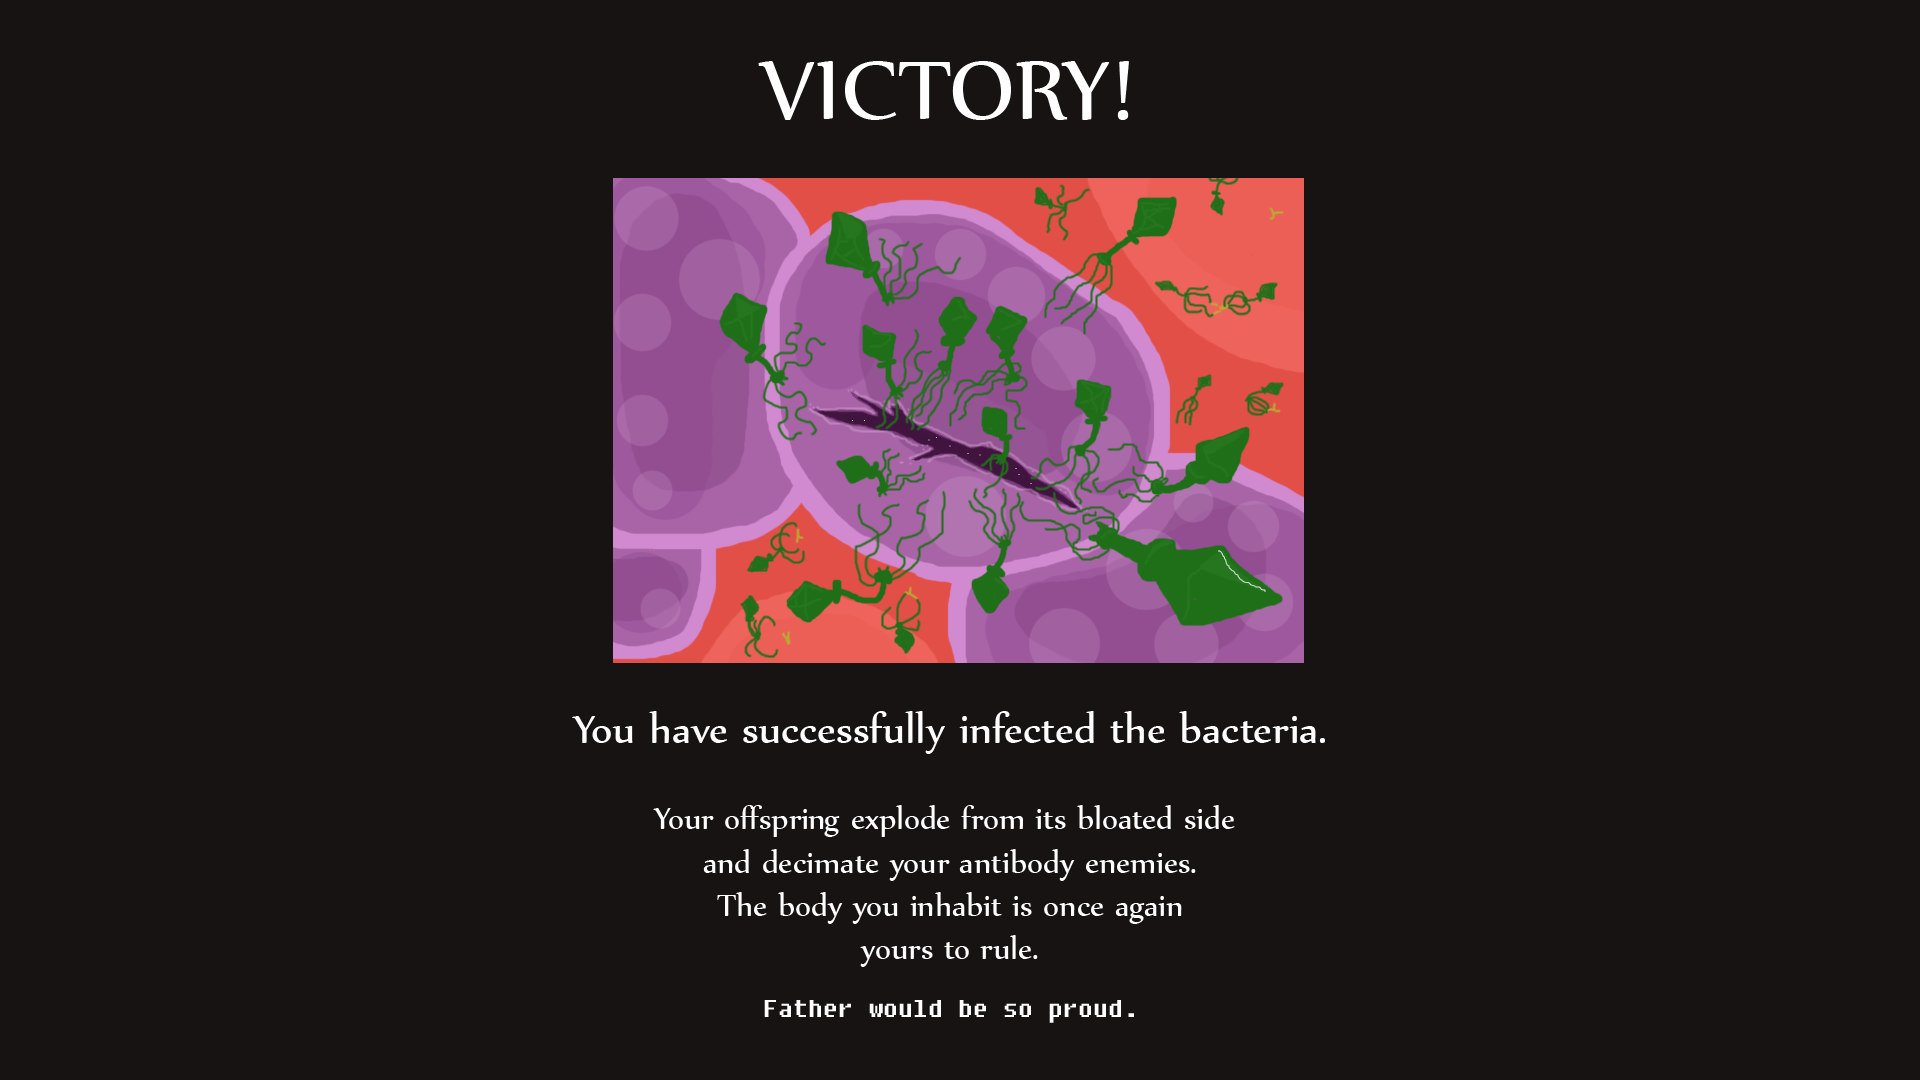 VICTORY!
You have successfully infected the bacteria.
Your offspring explode from its bloated side
and decimate your antibody enemies.
The body you inhabit is once again
yours to rule.
Father would be so proud.